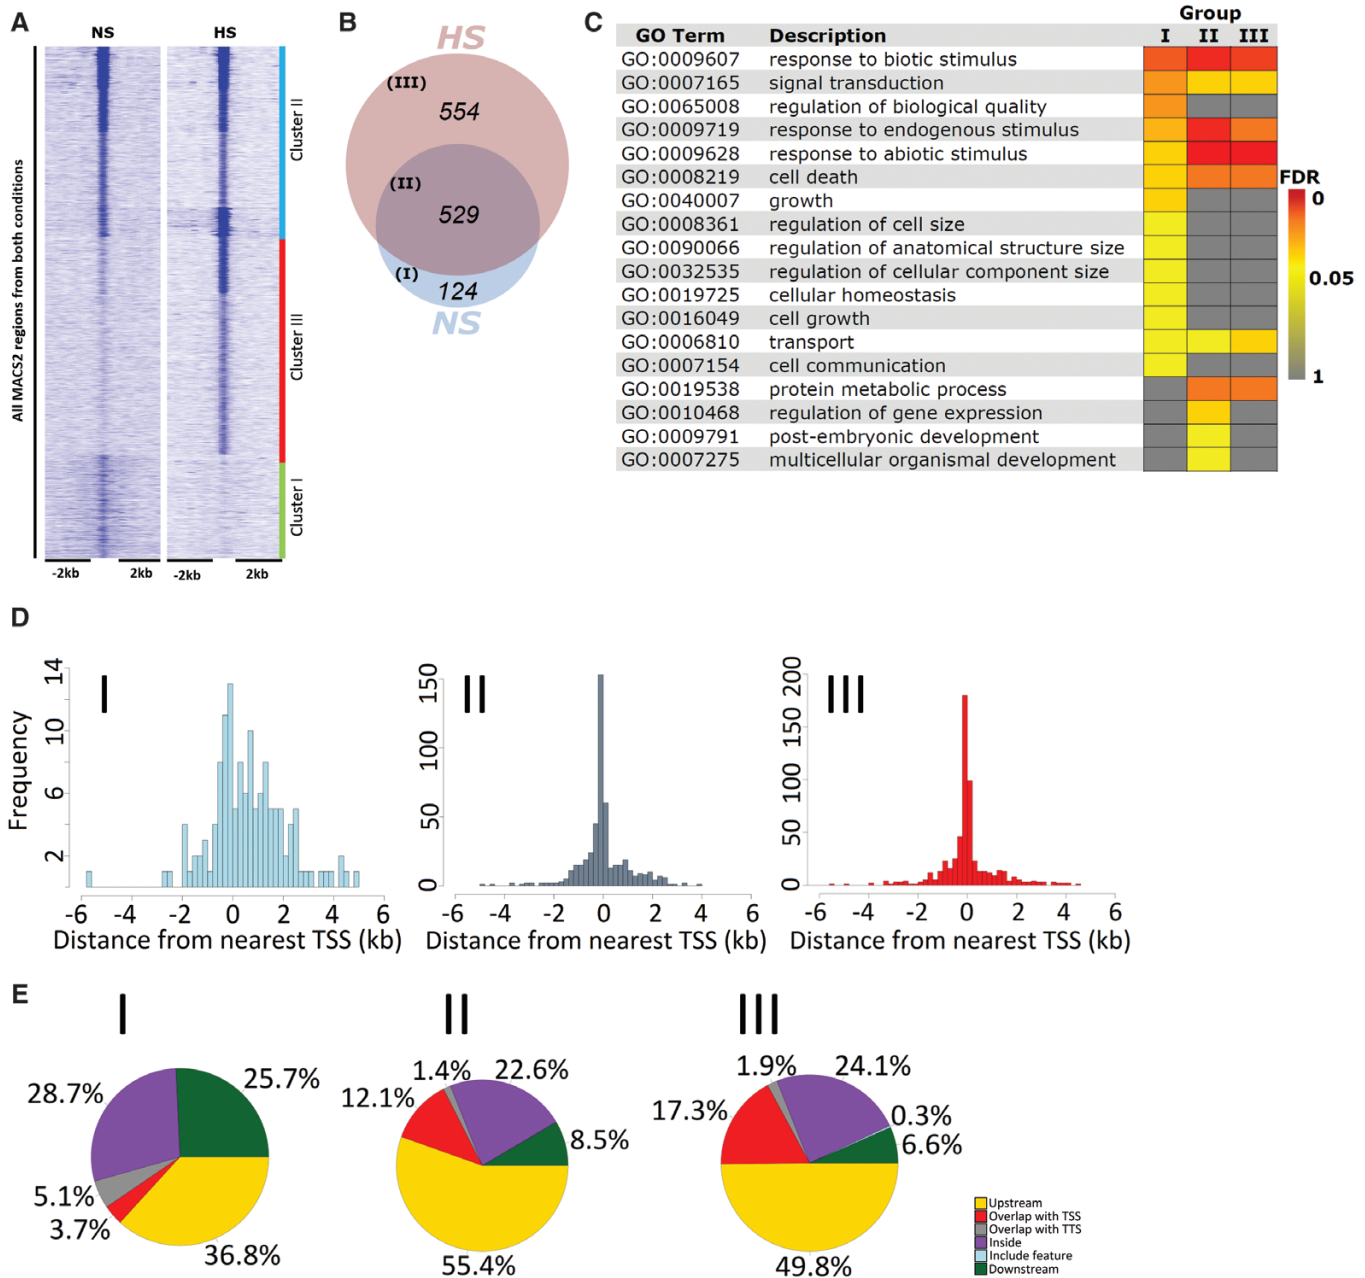 A
NS
HS
All MACS2 regions from both conditions
Cluster II
Cluster III
Cluster I
-2kb
2kb
-2kb
2kb
B
HS
(III)
554
(II)
529
(I)
124
NS
C
Group
GO Term Description I II III
GO:0009607 response to biotic stimulus
GO:0007165 signal transduction
GO:0065008 regulation of biological quality
GO:0009719 response to endogenous stimulus
GO:0009628 response to abiotic stimulus
GO:0008219 cell death
GO:0040007 growth
GO:0008361 regulation of cell size
GO:0090066 regulation of anatomical structure size
GO:0032535 regulation of cellular component size
GO:0019725 cellular homeostasis
GO:0016049 cell growth
GO:0006810 transport
GO:0007154 cell communication
GO:0019538 protein metabolic process
GO:0010468 regulation of gene expression
GO:0009791 post-embryonic development
GO:0007275 multicellular organismal development
FDR
0
0.05
1
D
I
Frequency
14
10
6
2
-6 -4 -2 0 2 4 6
Distance from nearest TSS (kb)
II
150
100
50
0
-6 -4 -2 0 2 4 6
Distance from nearest TSS (kb)
III
200
150
100
50
0
-6 -4 -2 0 2 4 6
Distance from nearest TSS (kb)
E
I
28.7%
25.7%
5.1%
3.7%
36.8%
II
1.4%
22.6%
12.1%
8.5%
55.4%
III
1.9%
24.1%
17.3%
0.3%
6.6%
49.8%
Upstream
Overlap with TSS
Overlap with TTS
Inside
Include feature
Downstream